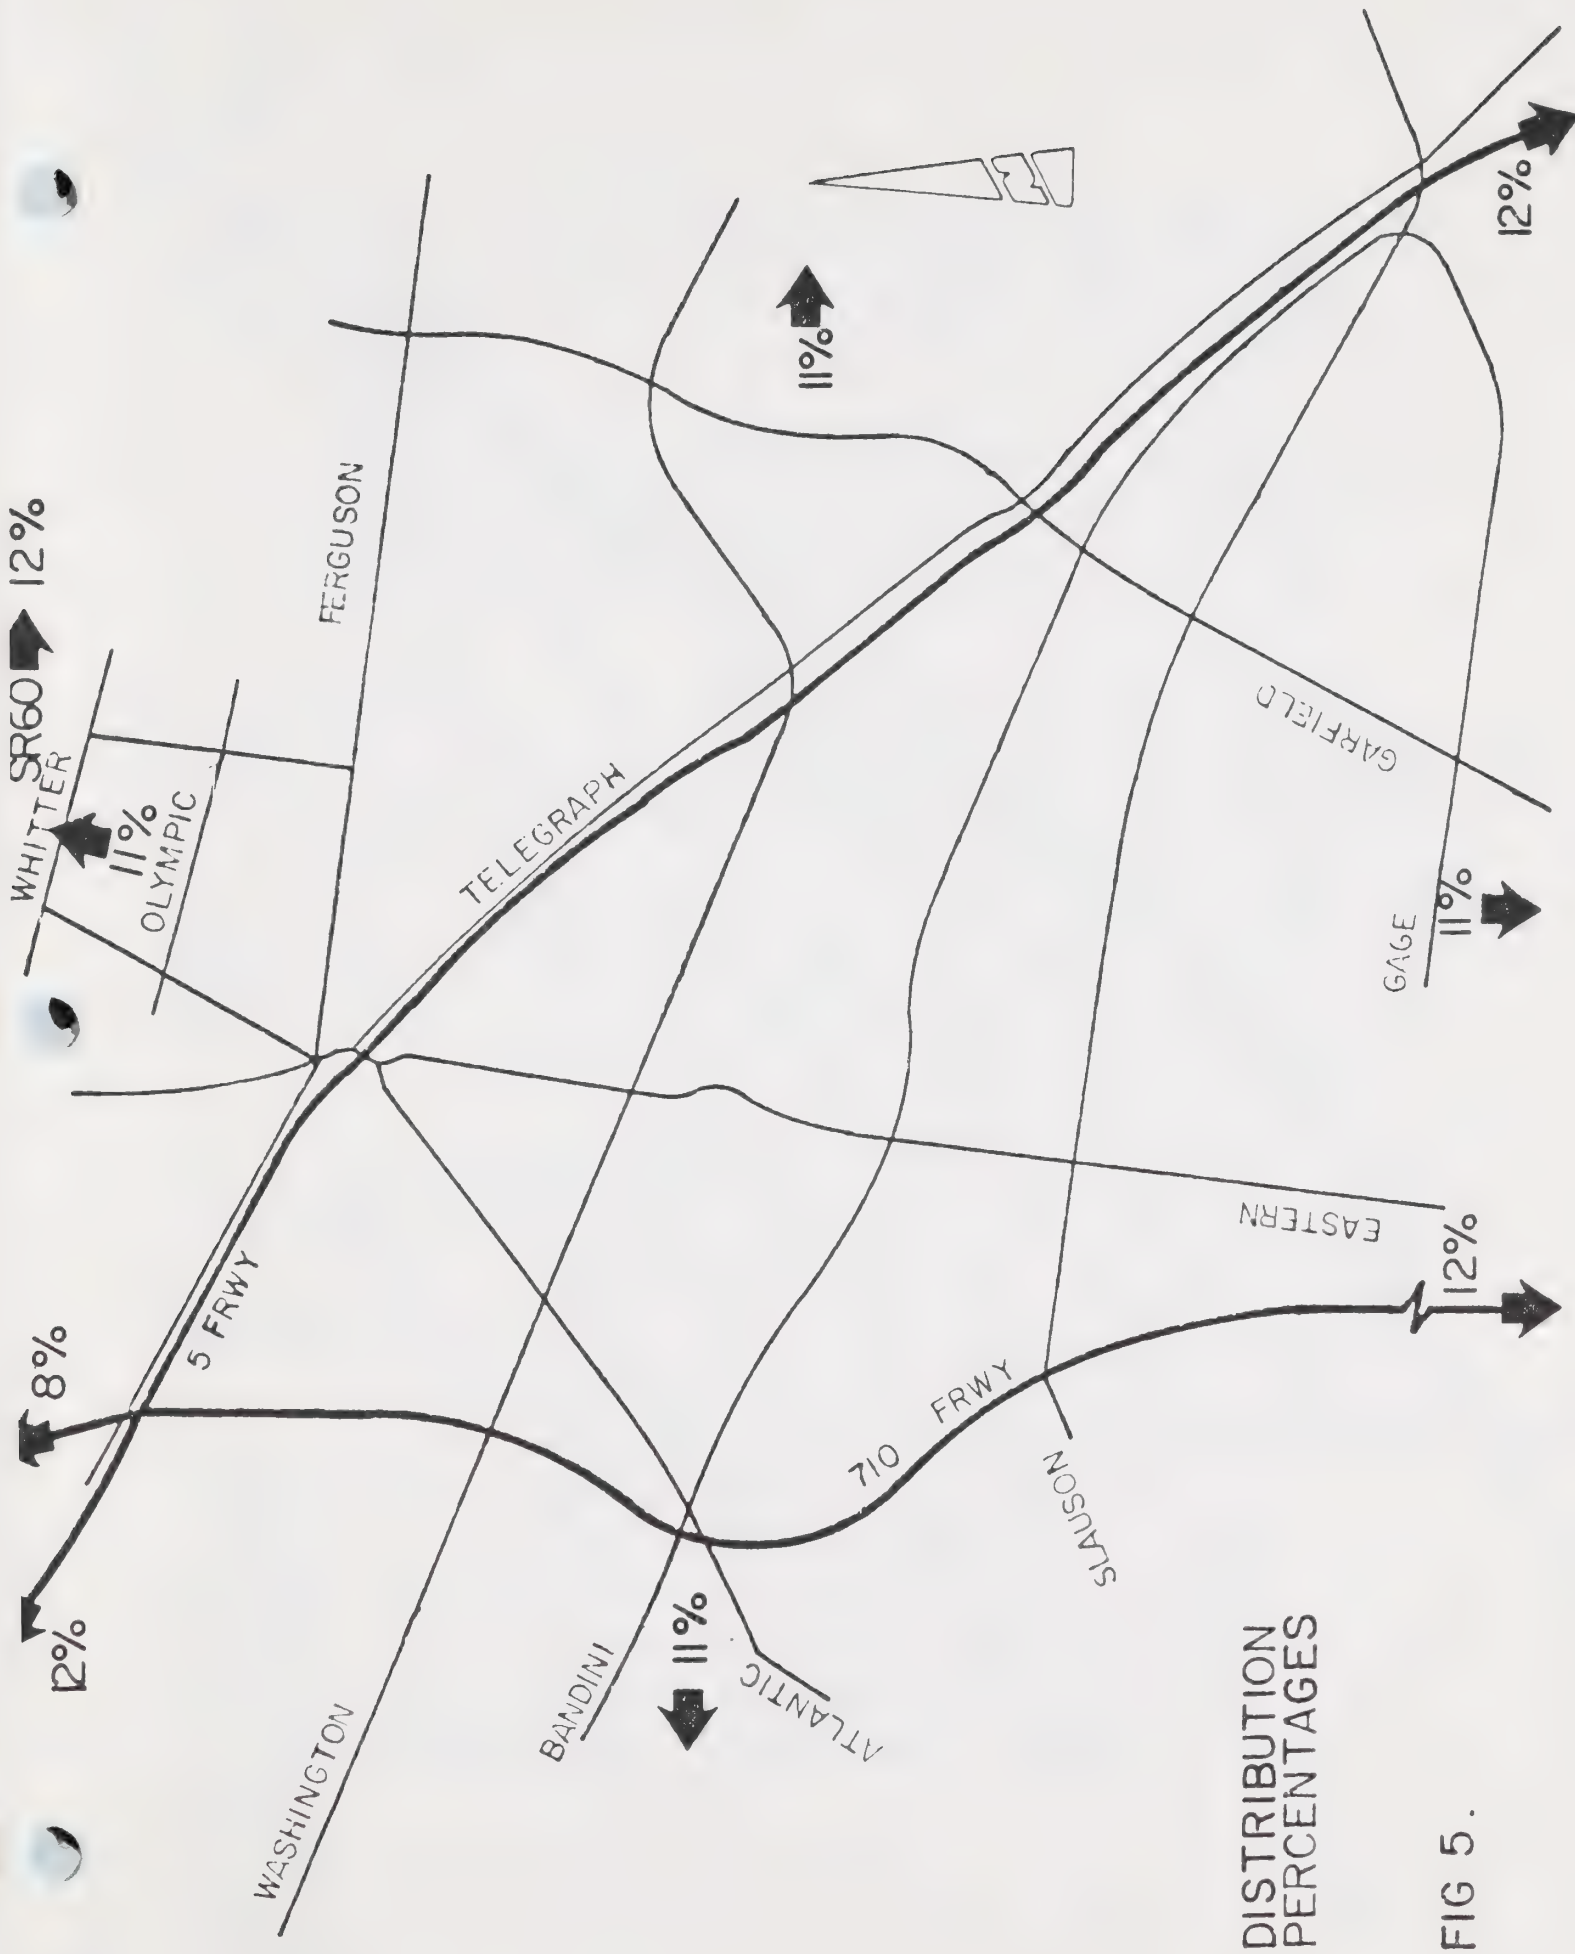 SR60 12%
WHITTER
11%
OLYMPIC
FERGUSON
8%
12%
5 FRWY
TELEGRAPH
11%
N
WASHINGTON
BANDINI
11%
ATLANTIC
710 FRWY
SLAUSON
GARFIELD
GAGE
11%
EASTERN
12%
12%
DISTRIBUTION
PERCENTAGES
FIG 5.